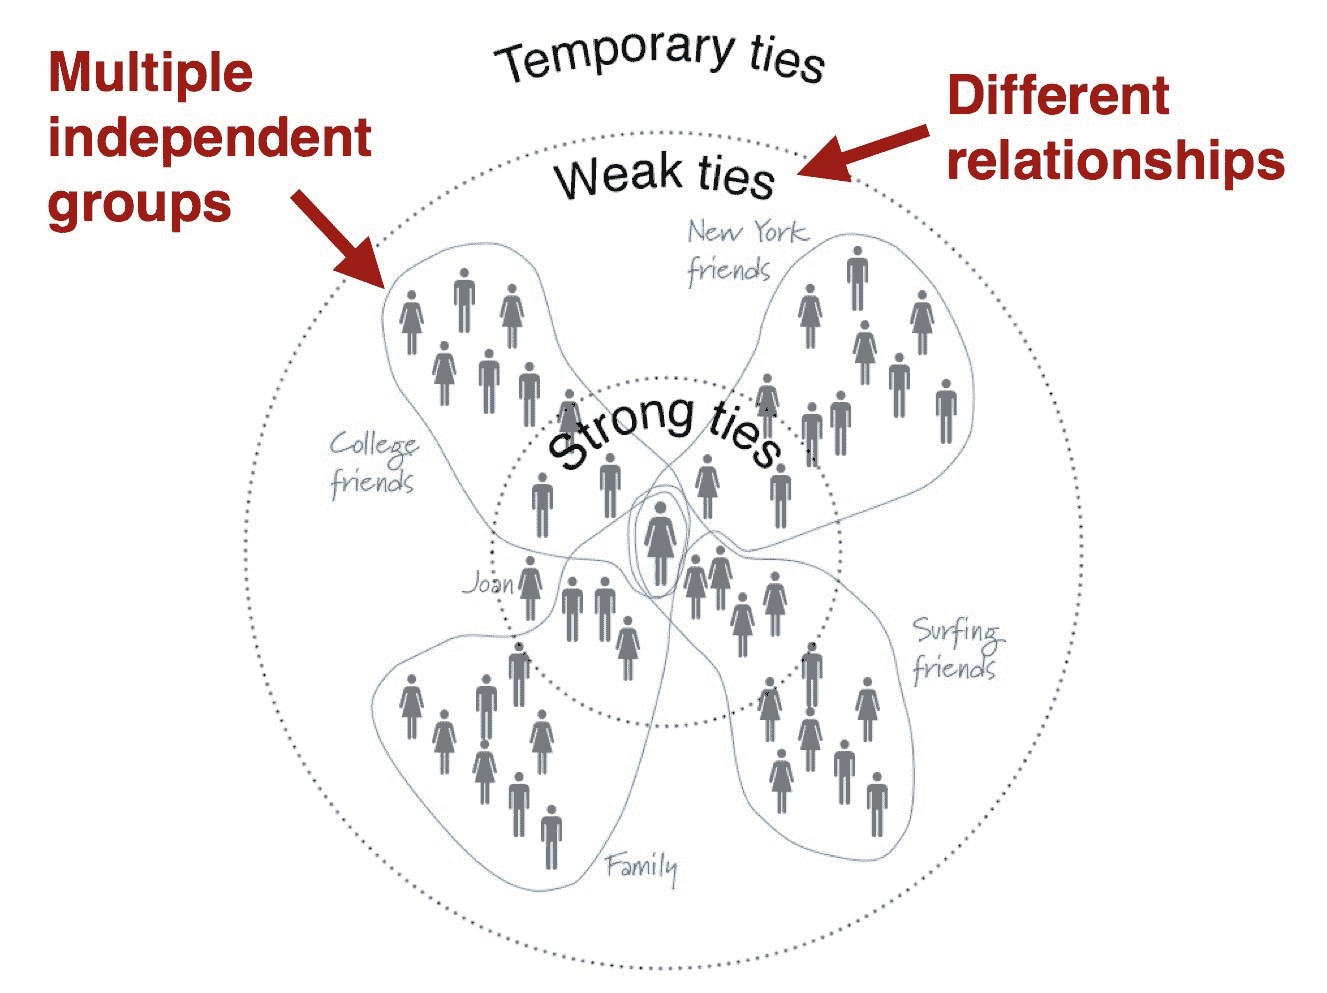 Temporary ties
Multiple
independent
groups
Different
relationships
Weak ties
New York
friends
Strong ties
College
friends
Joan
Surfing
friends
Family